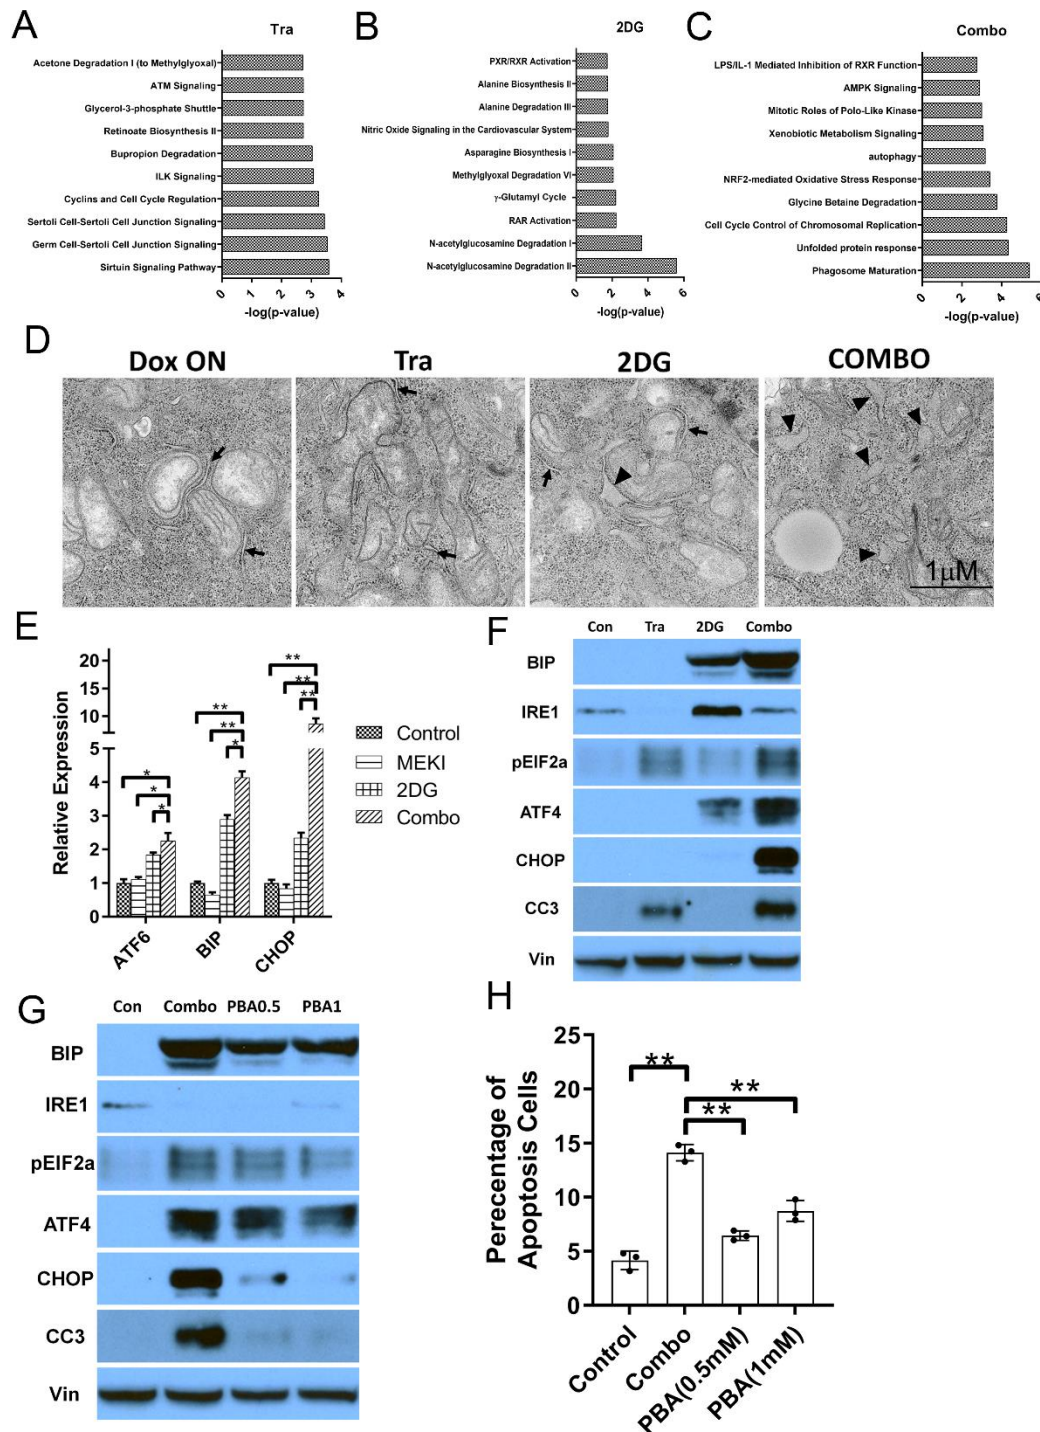 A
Tra
Acetone Degradation I (to Methylglyoxal)
ATM Signaling
Glycerol-3-phosphate Shuttle
Retinoate Biosynthesis II
Bupropion Degradation
ILK Signaling
Cyclins and Cell Cycle Regulation
Sertoli Cell-Sertoli Cell Junction Signaling
Germ Cell-Sertoli Cell Junction Signaling
Sirtuin Signaling Pathway
0 1 2 3 4
-log(p-value)
B
2DG
PXR/RXR Activation
Alanine Biosynthesis II
Alanine Degradation III
Nitric Oxide Signaling in the Cardiovascular System
Asparagine Biosynthesis I
Methylglyoxal Degradation VI
γ-Glutamyl Cycle
RAR Activation
N-acetylglucosamine Degradation I
N-acetylglucosamine Degradation II
0 2 4 6
-log(p-value)
C
Combo
LPS/IL-1 Mediated Inhibition of RXR Function
AMPK Signaling
Mitotic Roles of Polo-Like Kinase
Xenobiotic Metabolism Signaling
autophagy
NRF2-mediated Oxidative Stress Response
Glycine Betaine Degradation
Cell Cycle Control of Chromosomal Replication
Unfolded protein response
Phagosome Maturation
0 2 4 6
-log(p-value)
D
Dox ON Tra 2DG COMBO
1μM
E
Relative Expression
20
15
10
5
4
3
2
1
0
* * *
** ** *
** ** **
ATF6 BIP CHOP
Control
MEKI
2DG
Combo
F
Con Tra 2DG Combo
BIP
IRE1
pEIF2a
ATF4
CHOP
CC3
Vin
G
Con Combo PBA0.5 PBA1
BIP
IRE1
pEIF2a
ATF4
CHOP
CC3
Vin
H
Perecentage of
Apoptosis Cells
25
20
15
10
5
0
** ** **
Control Combo PBA(0.5mM) PBA(1mM)